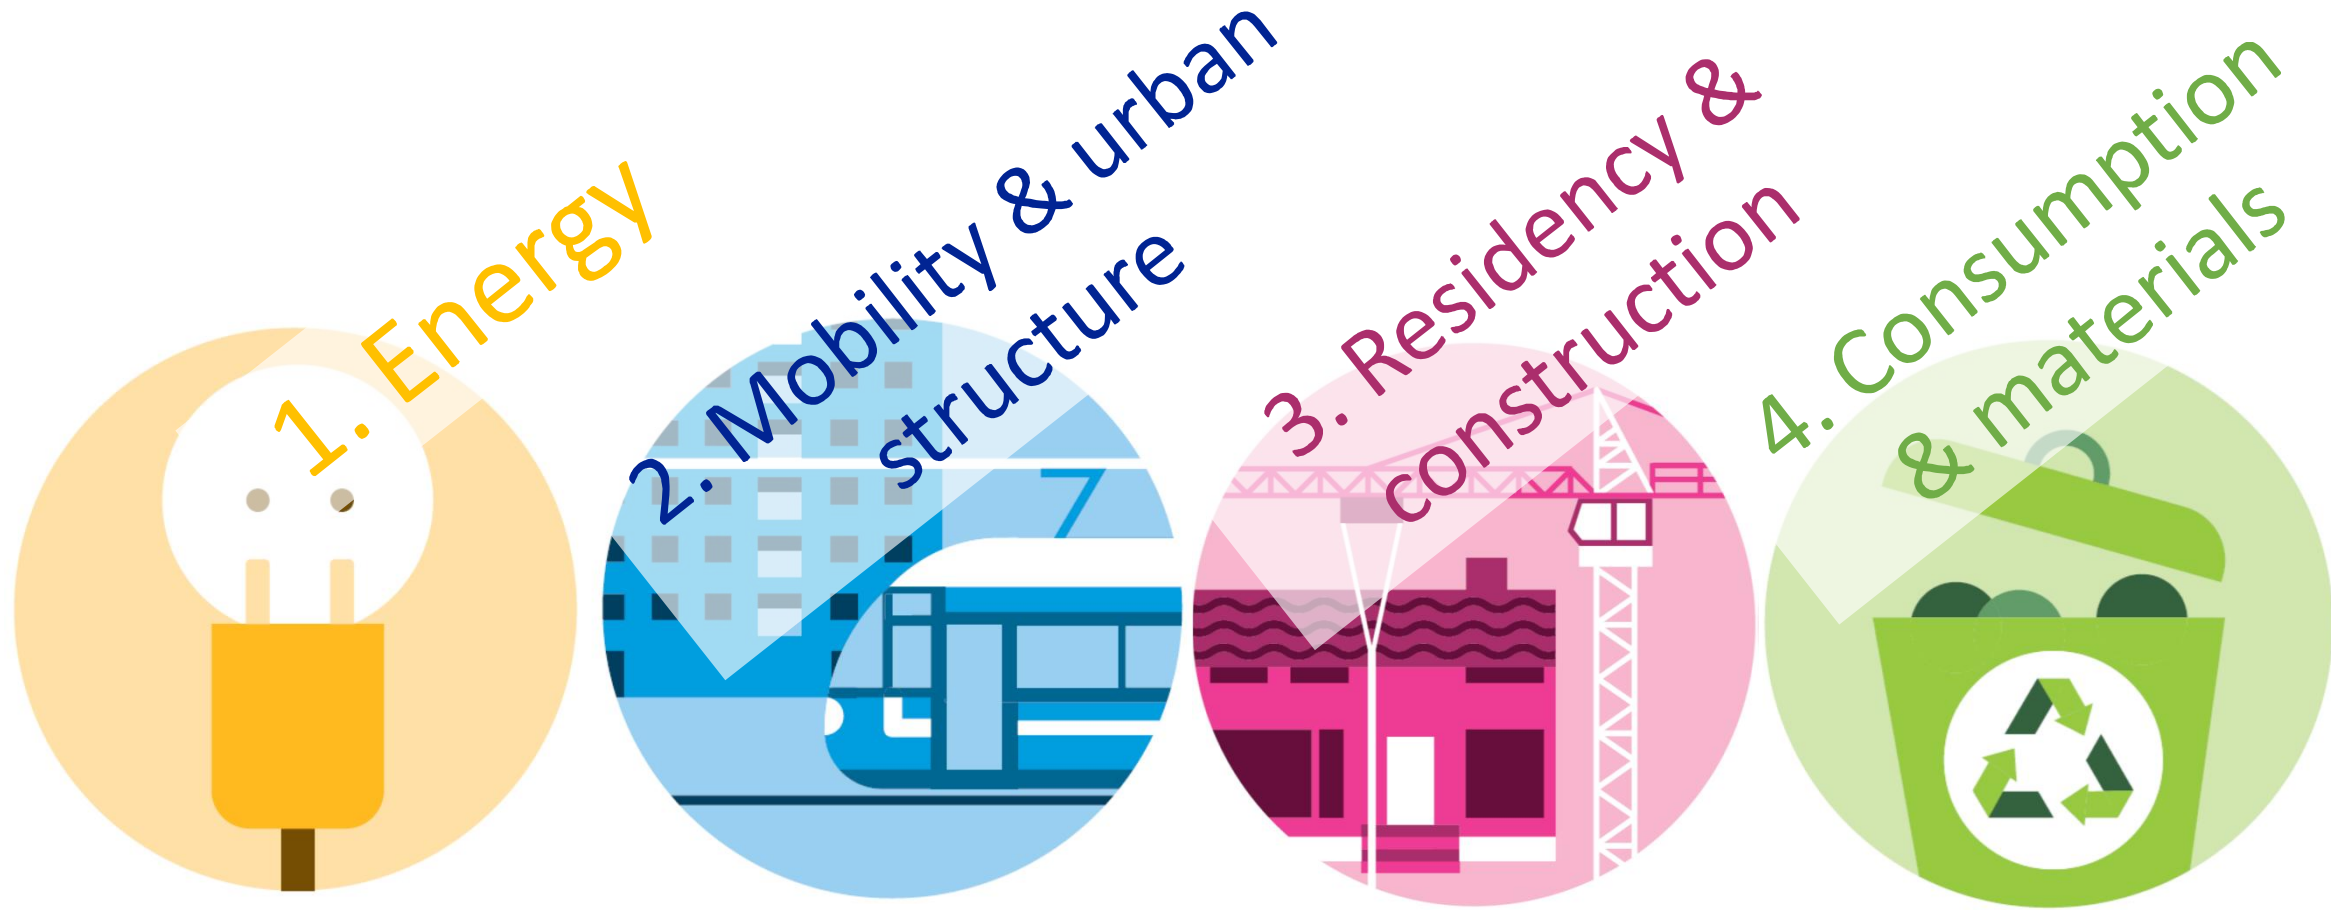 1. Energy
2. Mobility & urban
structure
3. Residency &
construction
4. Consumption
& materials